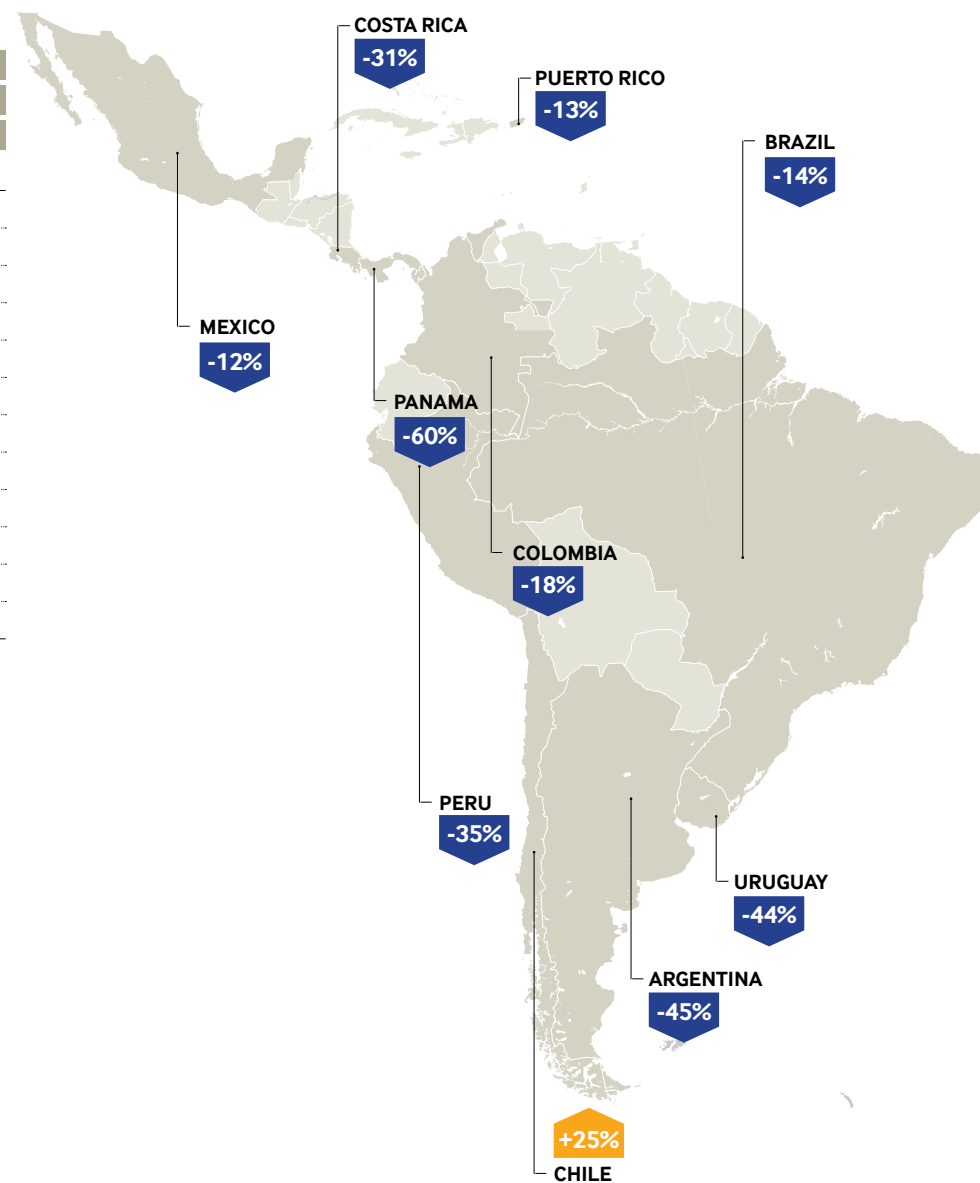 COSTA RICA
-31%
PUERTO RICO
-13%
BRAZIL
-14%
MEXICO
-12%
PANAMA
-60%
COLOMBIA
-18%
PERU
-35%
URUGUAY
-44%
ARGENTINA
-45%
+25%
CHILE